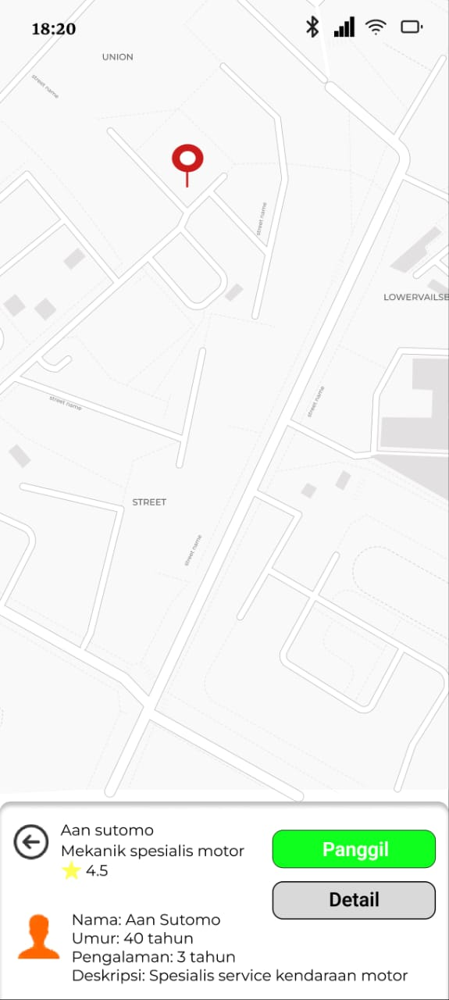 18:20
UNION
street name
street name
LOWERVAILSE
street name
street name
STREET
street name
Aan sutomo
Mekanik spesialis motor
4.5
Panggil
Detail
Nama: Aan Sutomo
Umur: 40 tahun
Pengalaman: 3 tahun
Deskripsi: Spesialis service kendaraan motor